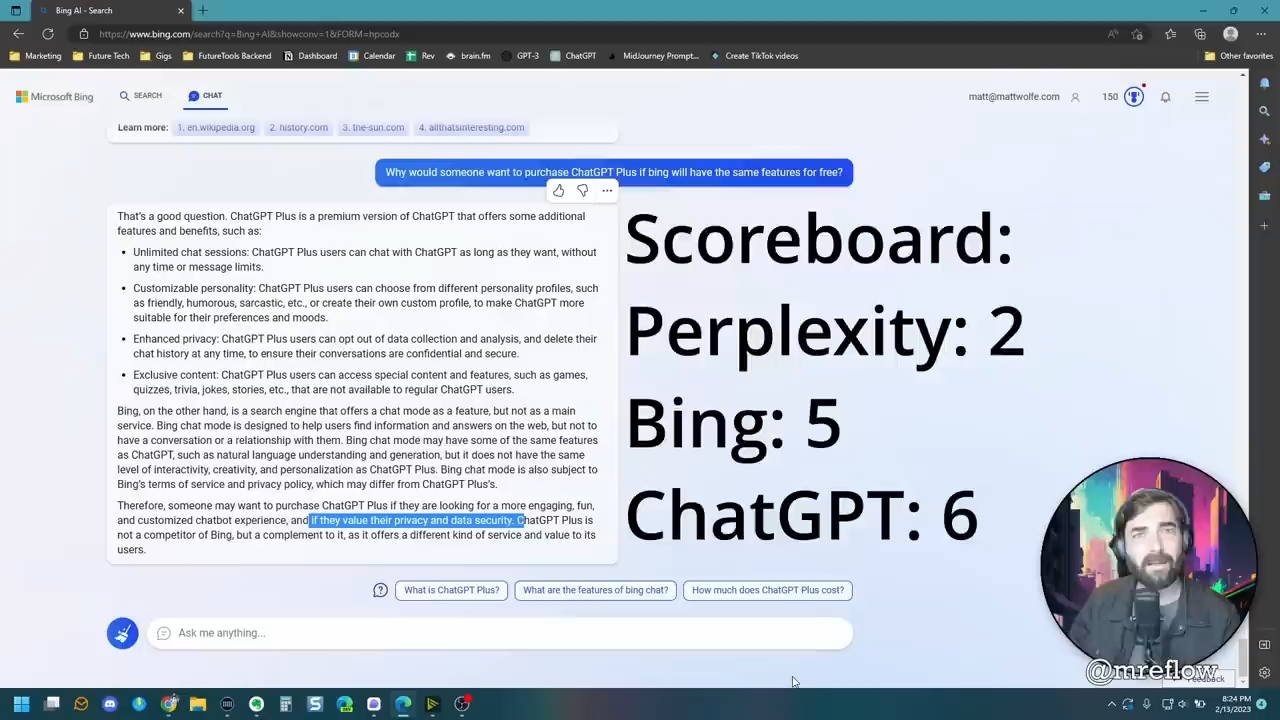 Bing AI
https://www.bing.com/search?q=Bing+AI&showconv=1&FORM=hpcodx
Marketing
Future Tech
Gigs
FutureTools Backend
Dashboard
Calendar
Rev
brain.fm
GPT-3
ChatGPT
MidJourney Prompt...
Create TikTok videos
Other favorites
Microsoft Bing
SEARCH
CHAT
matt@mattwolfe.com
150
Learn more:
1. en.wikipedia.org
2. history.com
3. the-sun.com
4. allthatsinteresting.com
Why would someone want to purchase ChatGPT Plus if bing will have the same features for free?
That's a good question. ChatGPT Plus is a premium version of ChatGPT that offers some additional
features and benefits, such as:
• Unlimited chat sessions: ChatGPT Plus users can chat with ChatGPT as long as they want, without
any time or message limits.
• Customizable personality: ChatGPT Plus users can choose from different personality profiles, such
as friendly, humorous, sarcastic, etc., or create their own custom profile, to make ChatGPT more
suitable for their preferences and moods.
• Enhanced privacy: ChatGPT Plus users can opt out of data collection and analysis, and delete their
chat history at any time, to ensure their conversations are confidential and secure.
• Exclusive content: ChatGPT Plus users can access special content and features, such as games,
quizzes, trivia, jokes, stories, etc., that are not available to regular ChatGPT users.
Bing, on the other hand, is a search engine that offers a chat mode as a feature, but not as a main
service. Bing chat mode is designed to help users find information and answers on the web, but not to
have a conversation or a relationship with them. Bing chat mode may have some of the same features
as ChatGPT, such as natural language understanding and generation, but it does not have the same
level of interactivity, creativity, and personalization as ChatGPT Plus. Bing chat mode is also subject to
Bing's terms of service and privacy policy, which may differ from ChatGPT Plus's.
Therefore, someone may want to purchase ChatGPT Plus if they are looking for a more engaging, fun,
and customized chatbot experience, and if they value their privacy and data security. ChatGPT Plus is
not a competitor of Bing, but a complement to it, as it offers a different kind of service and value to its
users.
Scoreboard:
Perplexity: 2
Bing: 5
ChatGPT: 6
What is ChatGPT Plus?
What are the features of bing chat?
How much does ChatGPT Plus cost?
Ask me anything...
@mreflow
Feedback
8:24 PM
2/13/2023